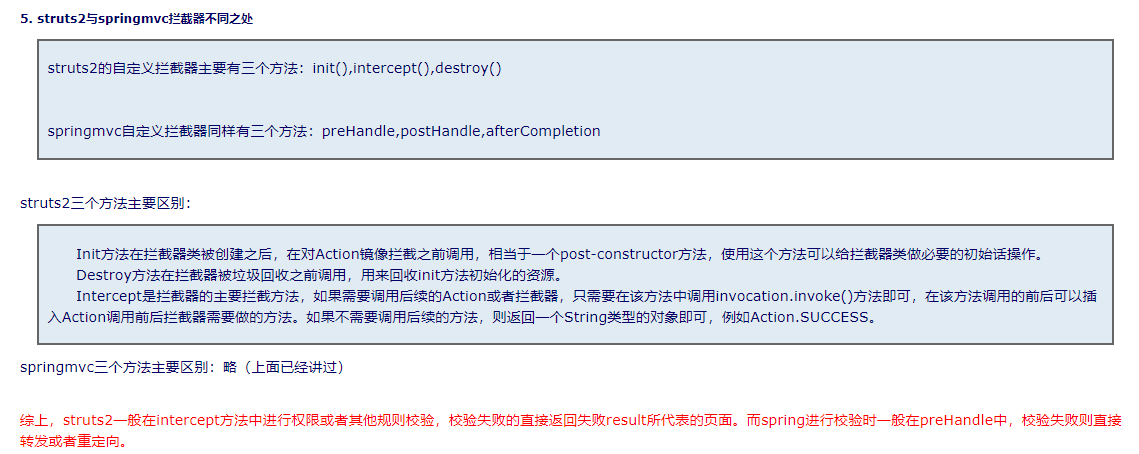 5. struts2与springmvc拦截器不同之处
struts2的自定义拦截器主要有三个方法：init(),intercept(),destroy()
springmvc自定义拦截器同样有三个方法：preHandle,postHandle,afterCompletion
struts2三个方法主要区别：
Init方法在拦截器类被创建之后，在对Action镜像拦截之前调用，相当于一个post-constructor方法，使用这个方法可以给拦截器类做必要的初始话操作。
Destroy方法在拦截器被垃圾回收之前调用，用来回收init方法初始化的资源。
Intercept是拦截器的主要拦截方法，如果需要调用后续的Action或者拦截器，只需要在该方法中调用invocation.invoke()方法即可，在该方法调用的前后可以插
入Action调用前后拦截器需要做的方法。如果不需要调用后续的方法，则返回一个String类型的对象即可，例如Action.SUCCESS。
springmvc三个方法主要区别：略（上面已经讲过）
综上，struts2一般在intercept方法中进行权限或者其他规则校验，校验失败的直接返回失败result所代表的页面。而spring进行校验时一般在preHandle中，校验失败则直接
转发或者重定向。